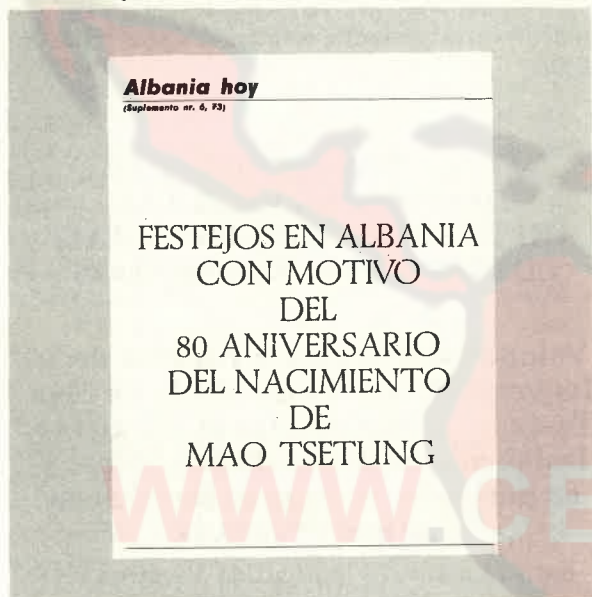 Albania hoy
(Suplemento nr. 6, 73)
FESTEJOS EN ALBANIA
CON MOTIVO
DEL
80 ANIVERSARIO
DEL NACIMIENTO
DE
MAO TSETUNG
WWW.CE